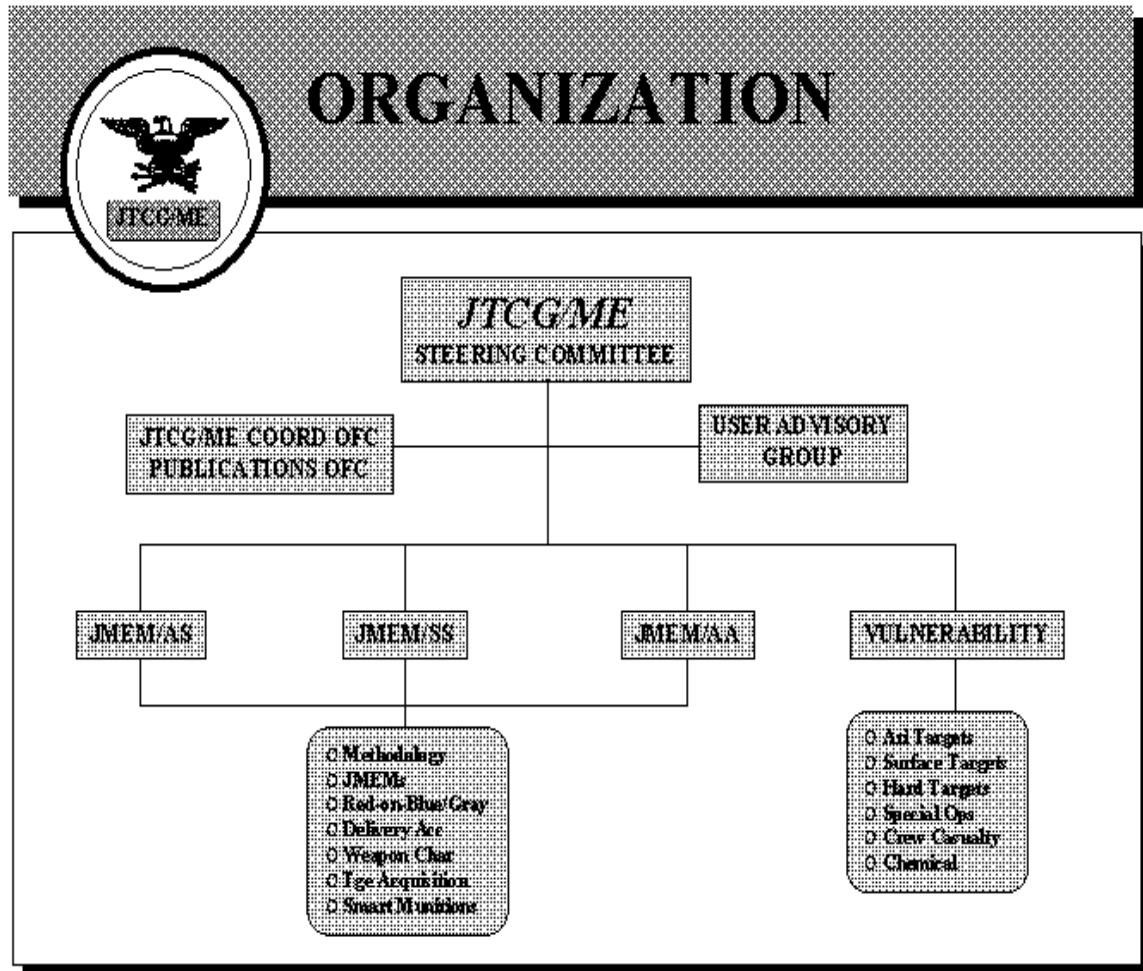 ORGANIZATION
JTCG/ME
JTCG/ME
STEERING COMMITTEE
JTCG/ME COORD OFC
PUBLICATIONS OFC
USER ADVISORY
GROUP
JMEM/AS
JMEM/SS
JMEM/AA
VULNERABILITY
Methodology
JMEMs
Red-on-Blue/Gray
Delivery Acc
Weapon Char
Tge Acquisition
Smart Munitions
Ari Targets
Surface Targets
Hard Targets
Special Ops
Crew Casualty
Chemical